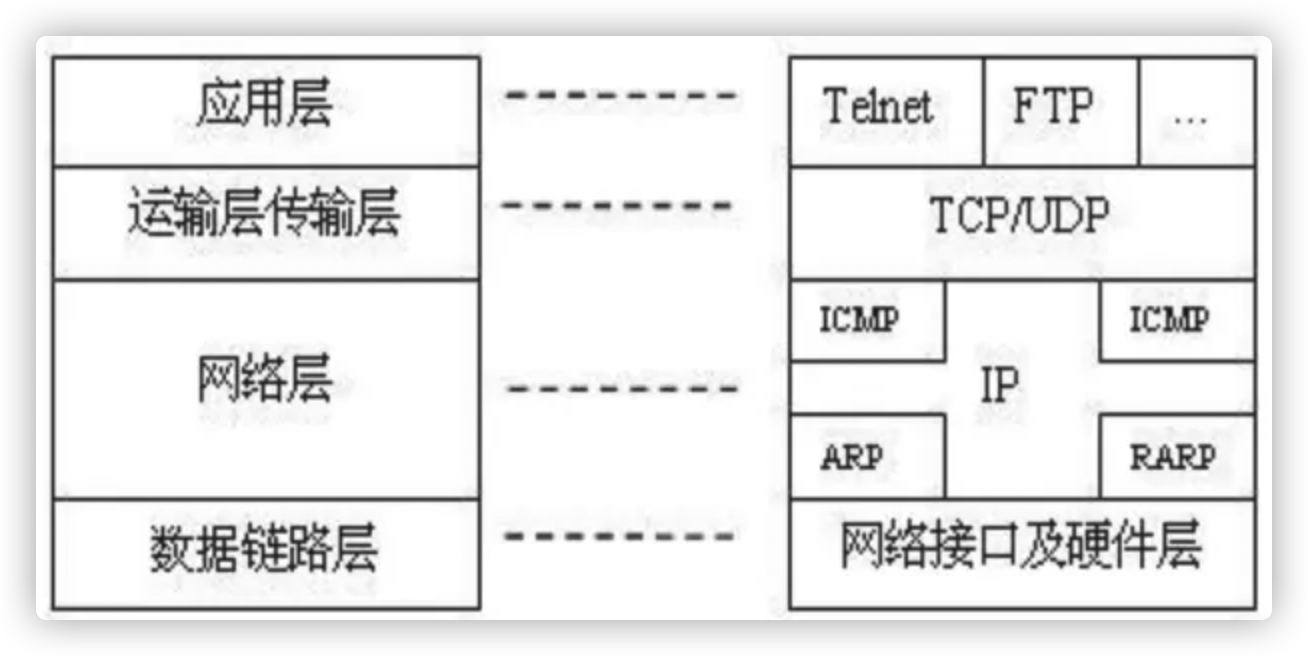 应用层
Telnet FTP ...
运输层传输层
TCP/UDP
网络层
ICMP ICMP
IP
ARP RARP
数据链路层
网络接口及硬件层